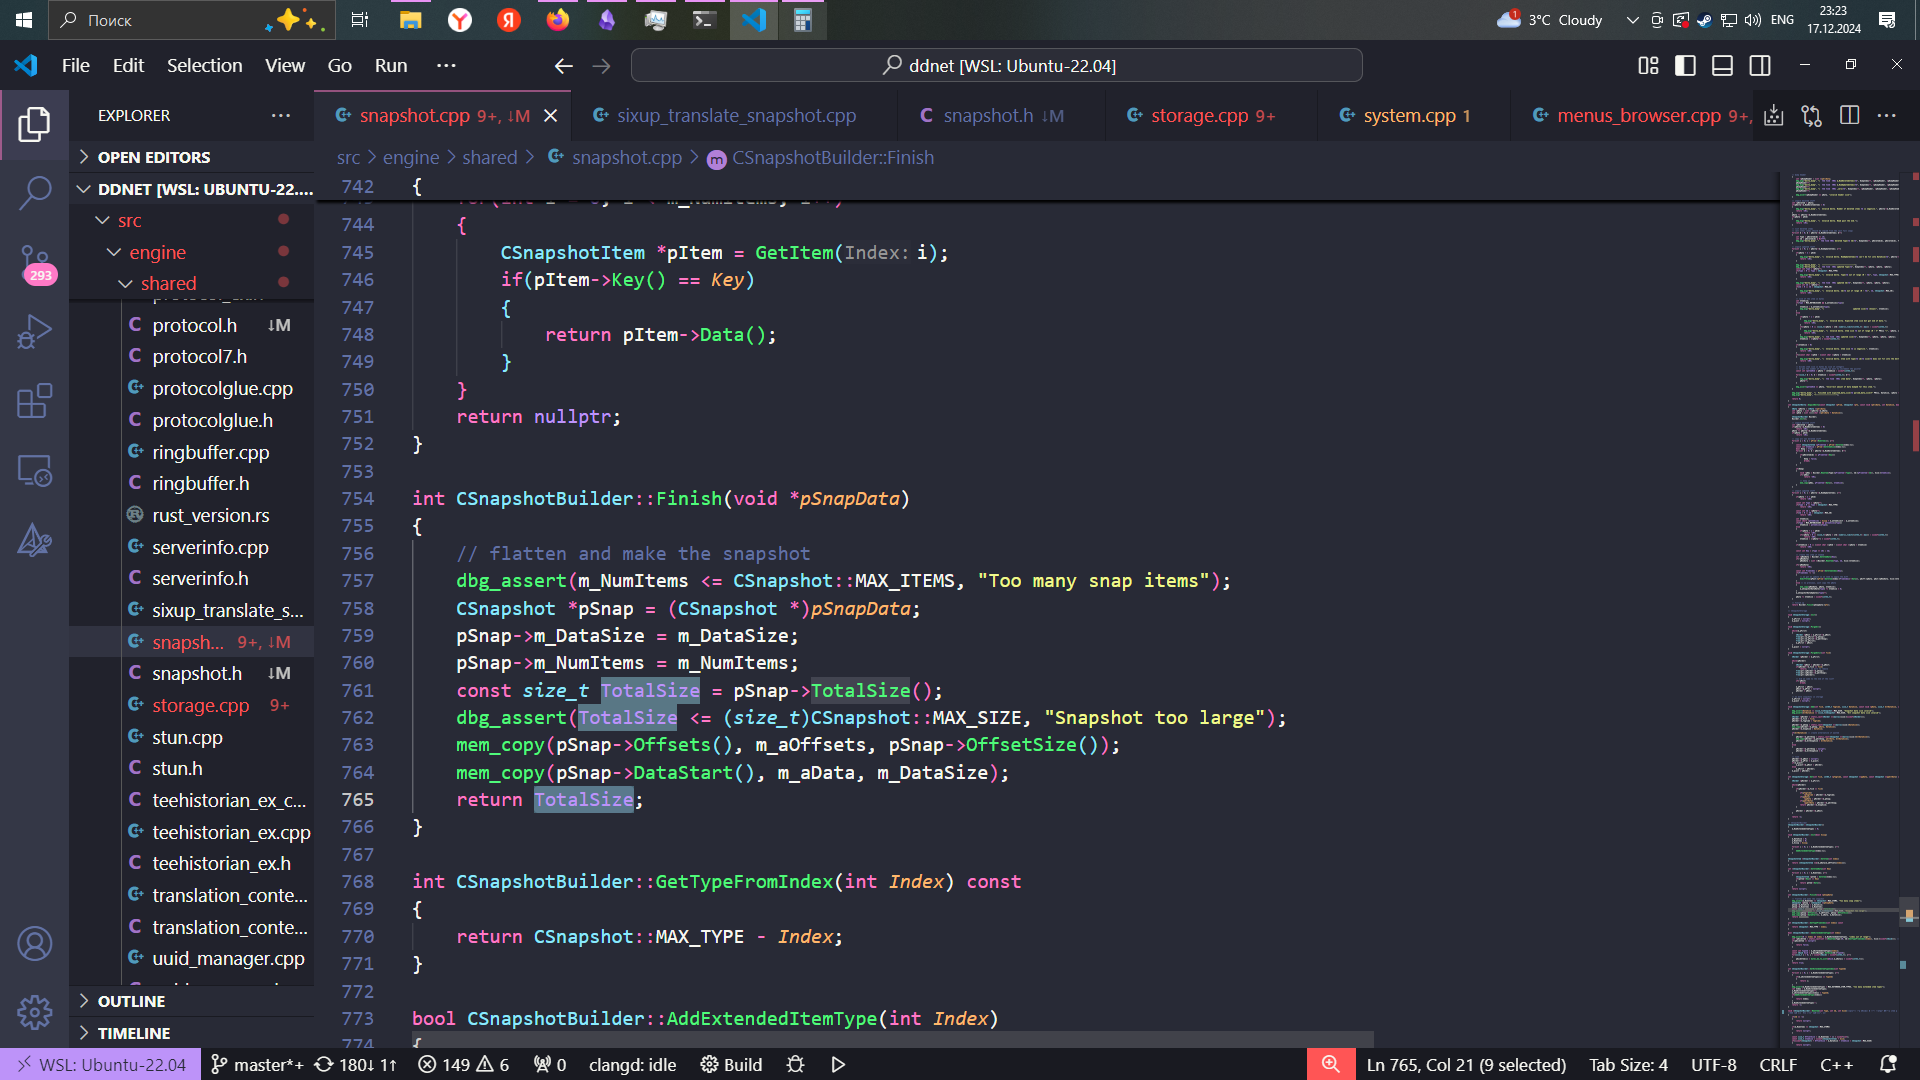 Поиск
1
3°C Cloudy
ENG
23:23
17.12.2024
File Edit Selection View Go Run ···
ddnet [WSL: Ubuntu-22.04]
EXPLORER
snapshot.cpp 9+, ↓M
sixup_translate_snapshot.cpp
snapshot.h ↓M
storage.cpp 9+
system.cpp 1
menus_browser.cpp 9+,
OPEN EDITORS
DDNET [WSL: UBUNTU-22....
src
engine
shared
protocol.h ↓M
protocol7.h
protocolglue.cpp
protocolglue.h
ringbuffer.cpp
ringbuffer.h
rust_version.rs
serverinfo.cpp
serverinfo.h
sixup_translate_s...
snapsh... 9+, ↓M
snapshot.h ↓M
storage.cpp 9+
stun.cpp
stun.h
teehistorian_ex_c...
teehistorian_ex.cpp
teehistorian_ex.h
translation_conte...
translation_conte...
uuid_manager.cpp
OUTLINE
TIMELINE
293
src > engine > shared > snapshot.cpp > CSnapshotBuilder::Finish
742 {
744 {
745 CSnapshotItem *pItem = GetItem(Index: i);
746 if(pItem->Key() == Key)
747 {
748 return pItem->Data();
749 }
750 }
751 return nullptr;
752 }
753
754 int CSnapshotBuilder::Finish(void *pSnapData)
755 {
756 // flatten and make the snapshot
757 dbg_assert(m_NumItems <= CSnapshot::MAX_ITEMS, "Too many snap items");
758 CSnapshot *pSnap = (CSnapshot *)pSnapData;
759 pSnap->m_DataSize = m_DataSize;
760 pSnap->m_NumItems = m_NumItems;
761 const size_t TotalSize = pSnap->TotalSize();
762 dbg_assert(TotalSize <= (size_t)CSnapshot::MAX_SIZE, "Snapshot too large");
763 mem_copy(pSnap->Offsets(), m_aOffsets, pSnap->OffsetSize());
764 mem_copy(pSnap->DataStart(), m_aData, m_DataSize);
765 return TotalSize;
766 }
767
768 int CSnapshotBuilder::GetTypeFromIndex(int Index) const
769 {
770 return CSnapshot::MAX_TYPE - Index;
771 }
772
773 bool CSnapshotBuilder::AddExtendedItemType(int Index)
774 {
WSL: Ubuntu-22.04 master*+ 180↓ 1↑ 149 6 0 clangd: idle Build Ln 765, Col 21 (9 selected) Tab Size: 4 UTF-8 CRLF C++